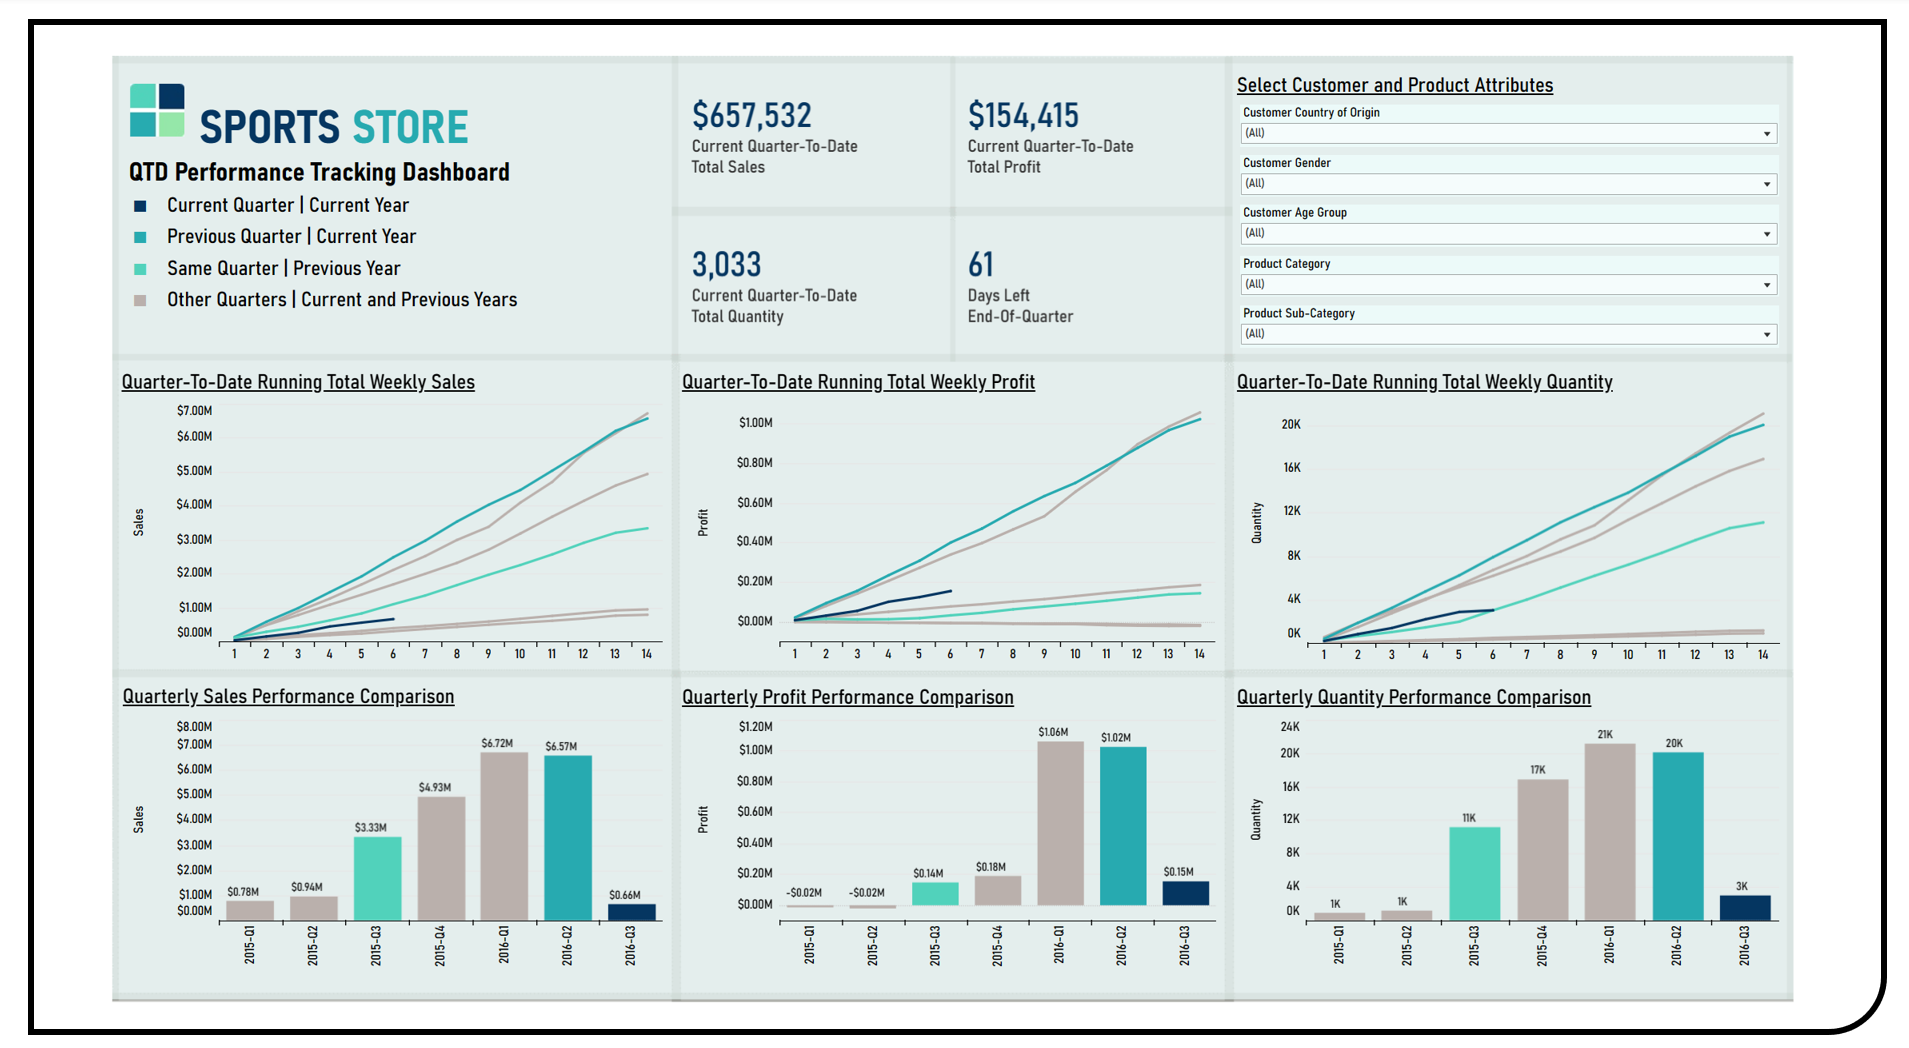 SPORTS STORE
QTD Performance Tracking Dashboard
Current Quarter | Current Year
Previous Quarter | Current Year
Same Quarter | Previous Year
Other Quarters | Current and Previous Years
$657,532
Current Quarter-To-Date
Total Sales
$154,415
Current Quarter-To-Date
Total Profit
3,033
Current Quarter-To-Date
Total Quantity
61
Days Left
End-Of-Quarter
Select Customer and Product Attributes
Customer Country of Origin
(All)
Customer Gender
(All)
Customer Age Group
(All)
Product Category
(All)
Product Sub-Category
(All)
Quarter-To-Date Running Total Weekly Sales
$7.00M
$6.00M
$5.00M
$4.00M
$3.00M
$2.00M
$1.00M
$0.00M
Sales
1 2 3 4 5 6 7 8 9 10 11 12 13 14
Quarter-To-Date Running Total Weekly Profit
$1.00M
$0.80M
$0.60M
$0.40M
$0.20M
$0.00M
Profit
1 2 3 4 5 6 7 8 9 10 11 12 13 14
Quarter-To-Date Running Total Weekly Quantity
20K
16K
12K
8K
4K
0K
Quantity
1 2 3 4 5 6 7 8 9 10 11 12 13 14
Quarterly Sales Performance Comparison
$8.00M
$7.00M
$6.00M
$5.00M
$4.00M
$3.00M
$2.00M
$1.00M
$0.00M
Sales
$0.78M $0.94M $3.33M $4.93M $6.72M $6.57M $0.66M
2015-Q1 2015-Q2 2015-Q3 2015-Q4 2016-Q1 2016-Q2 2016-Q3
Quarterly Profit Performance Comparison
$1.20M
$1.00M
$0.80M
$0.60M
$0.40M
$0.20M
$0.00M
Profit
-$0.02M -$0.02M $0.14M $0.18M $1.06M $1.02M $0.15M
2015-Q1 2015-Q2 2015-Q3 2015-Q4 2016-Q1 2016-Q2 2016-Q3
Quarterly Quantity Performance Comparison
24K
20K
16K
12K
8K
4K
0K
Quantity
1K 1K 11K 17K 21K 20K 3K
2015-Q1 2015-Q2 2015-Q3 2015-Q4 2016-Q1 2016-Q2 2016-Q3